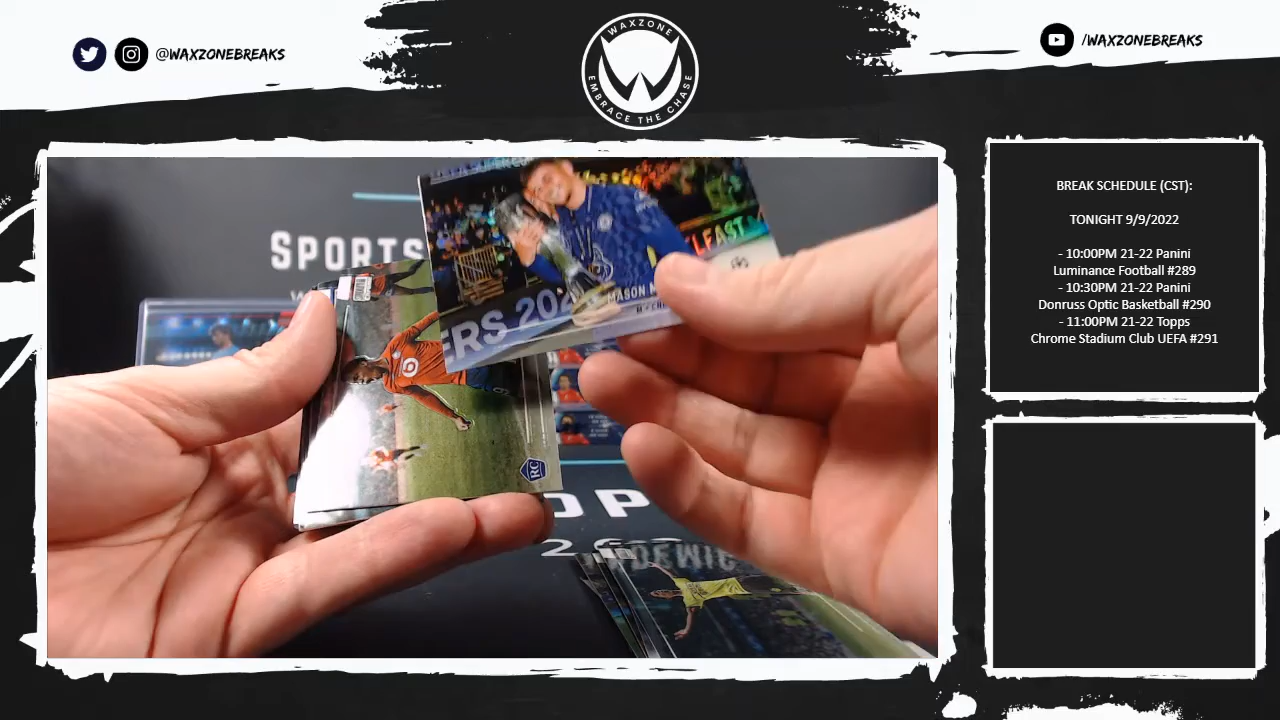 @WAXZONEBREAKS
WAXZONE
EMBRACE THE CHASE
/WAXZONEBREAKS
BREAK SCHEDULE (CST):
TONIGHT 9/9/2022
- 10:00PM 21-22 Panini
Luminance Football #289
- 10:30PM 21-22 Panini
Donruss Optic Basketball #290
- 11:00PM 21-22 Topps
Chrome Stadium Club UEFA #291
SPORTS
MASON
RC